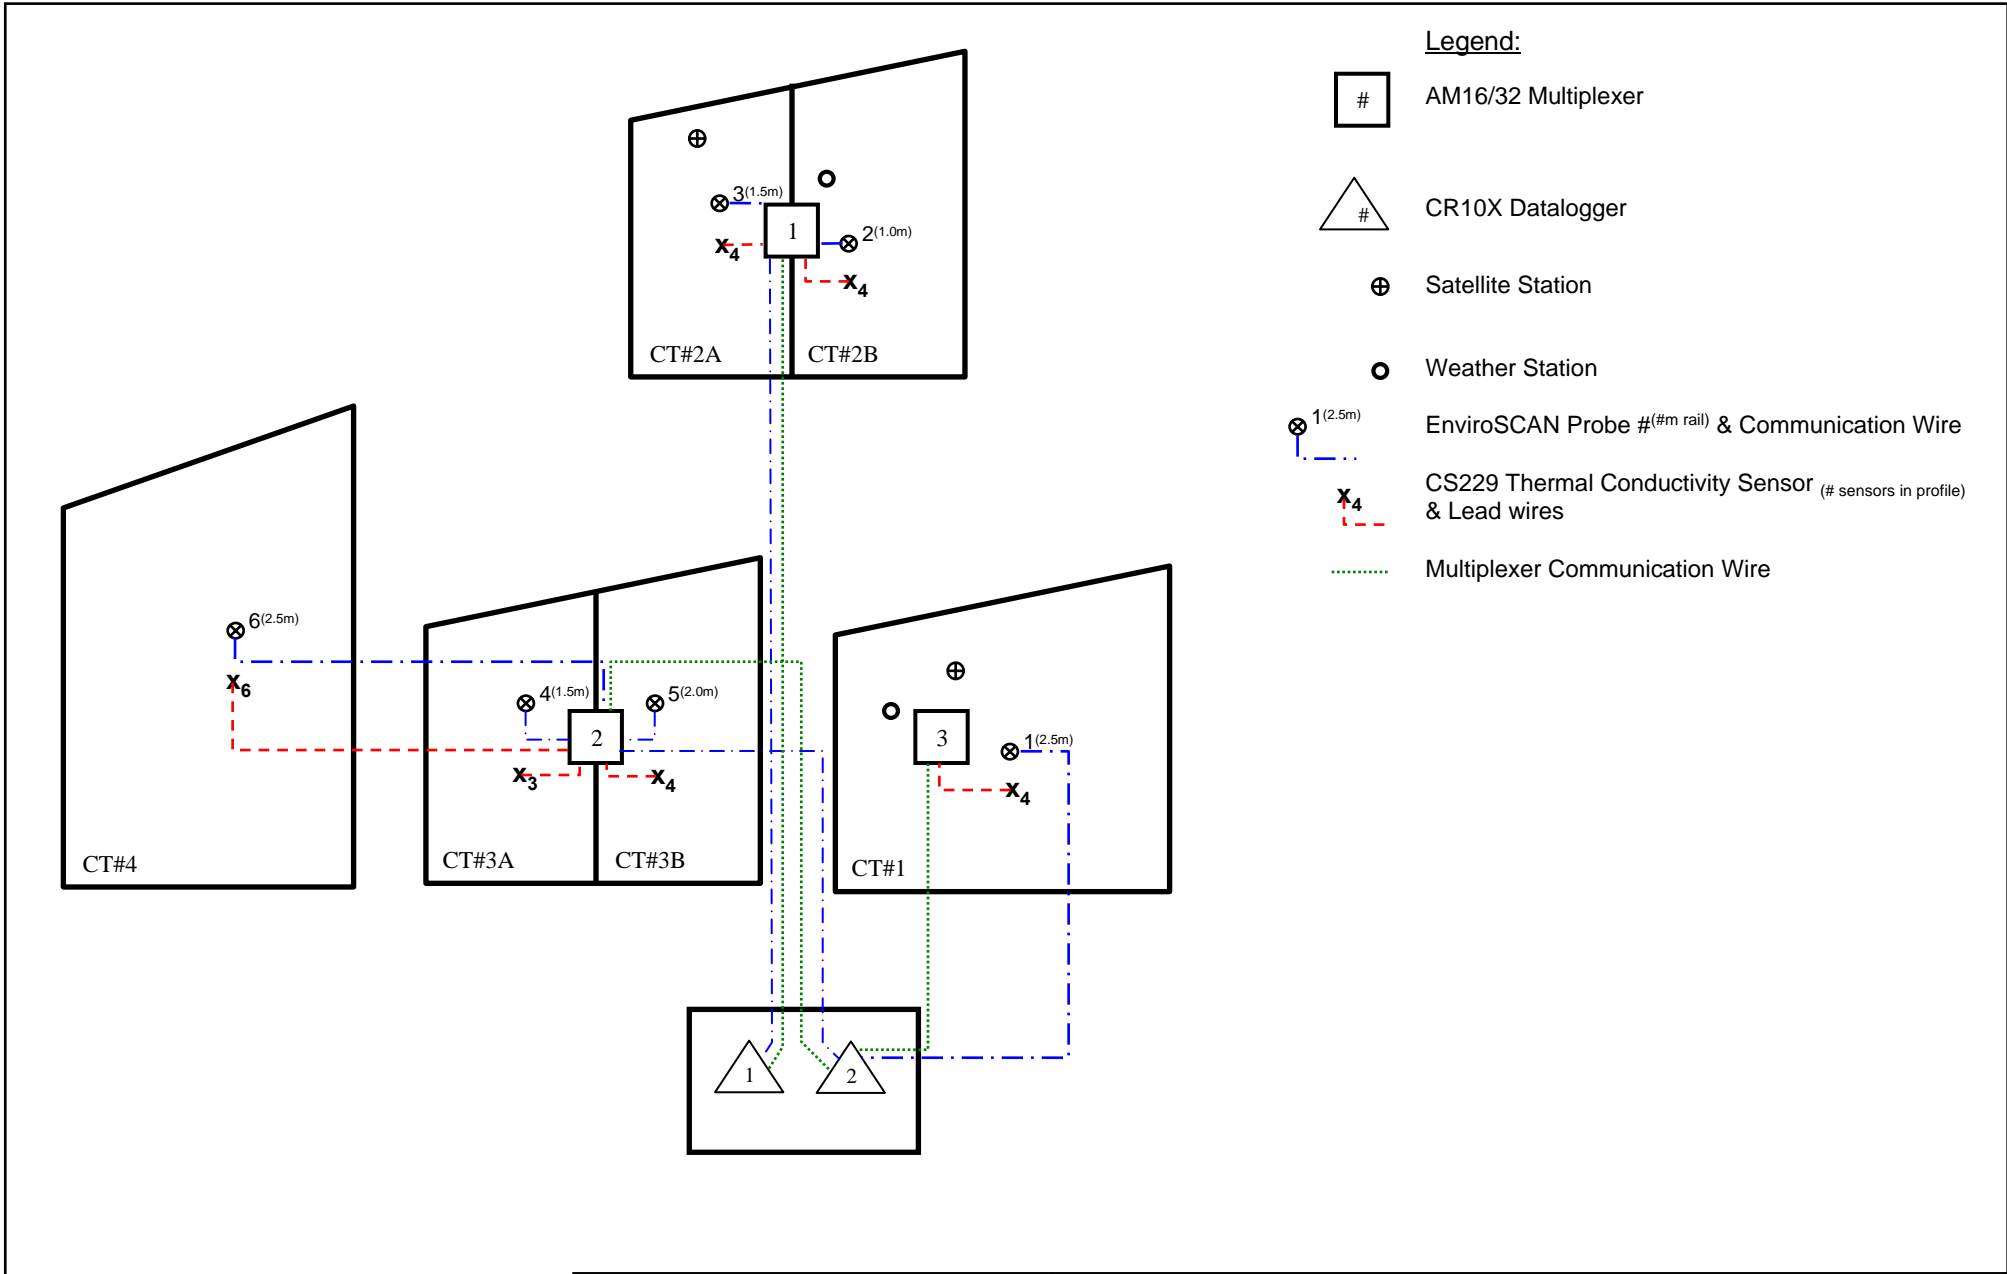 Legend:
# AM16/32 Multiplexer
# CR10X Datalogger
Satellite Station
Weather Station
1(2.5m) EnviroSCAN Probe #(#m rail) & Communication Wire
x4 CS229 Thermal Conductivity Sensor (# sensors in profile)
& Lead wires
Multiplexer Communication Wire
3(1.5m)
1
2(1.0m)
x4
x4
CT#2A
CT#2B
6(2.5m)
x6
CT#4
4(1.5m)
5(2.0m)
2
x3
x4
CT#3A
CT#3B
3
1(2.5m)
x4
CT#1
1
2